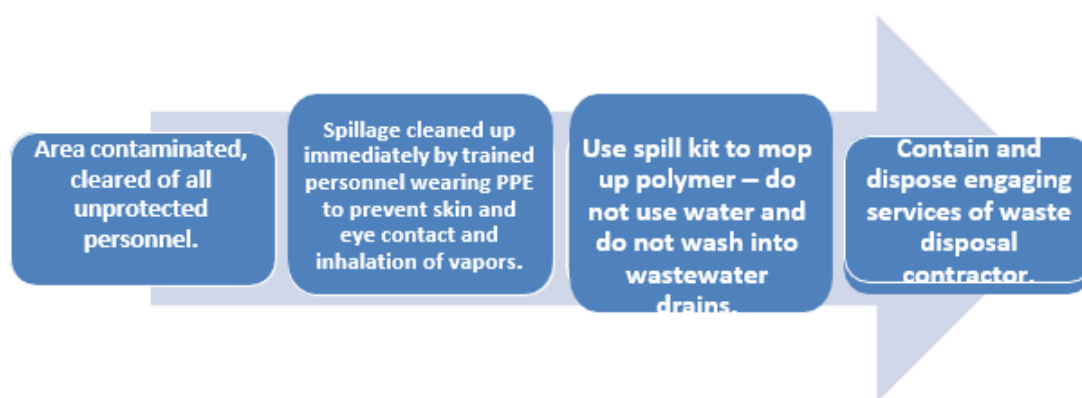 Area contaminated,
cleared of all
unprotected
personnel.
Spillage cleaned up
immediately by trained
personnel wearing PPE
to prevent skin and
eye contact and
inhalation of vapors.
Use spill kit to mop
up polymer – do
not use water and
do not wash into
wastewater
drains.
Contain and
dispose engaging
services of waste
disposal
contractor.